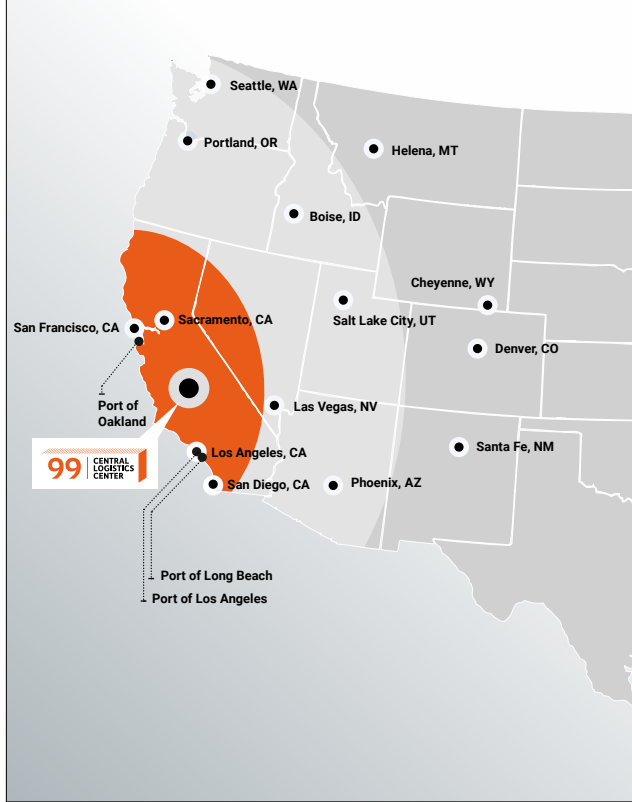 Seattle, WA
Portland, OR
Helena, MT
Boise, ID
Cheyenne, WY
San Francisco, CA
Sacramento, CA
Salt Lake City, UT
Denver, CO
Port of
Oakland
Las Vegas, NV
99
CENTRAL
LOGISTICS
CENTER
Los Angeles, CA
Santa Fe, NM
San Diego, CA
Phoenix, AZ
Port of Long Beach
Port of Los Angeles